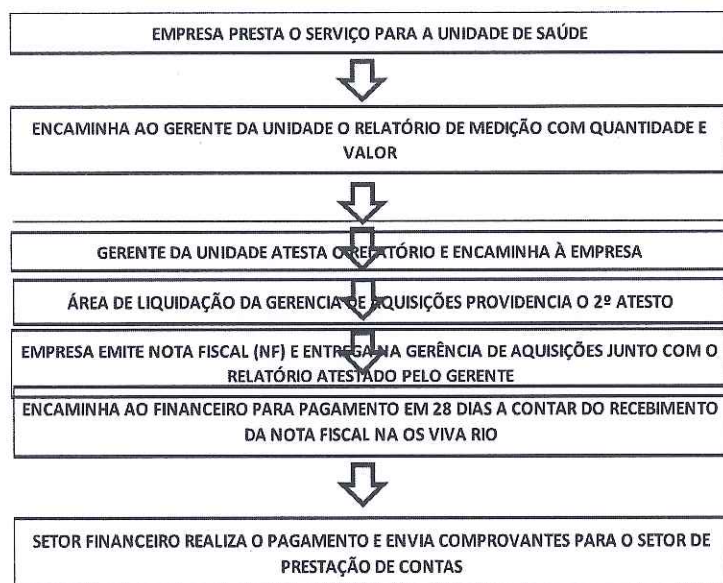 EMPRESA PRESTA O SERVIÇO PARA A UNIDADE DE SAÚDE
ENCAMINHA AO GERENTE DA UNIDADE O RELATÓRIO DE MEDIÇÃO COM QUANTIDADE E
VALOR
GERENTE DA UNIDADE ATESTA O RELATÓRIO E ENCAMINHA À EMPRESA
ÁREA DE LIQUIDAÇÃO DA GERENCIA DE AQUISIÇÕES PROVIDENCIA O 2º ATESTO
EMPRESA EMITE NOTA FISCAL (NF) E ENTREGA NA GERÊNCIA DE AQUISIÇÕES JUNTO COM O
RELATÓRIO ATESTADO PELO GERENTE
ENCAMINHA AO FINANCEIRO PARA PAGAMENTO EM 28 DIAS A CONTAR DO RECEBIMENTO
DA NOTA FISCAL NA OS VIVA RIO
SETOR FINANCEIRO REALIZA O PAGAMENTO E ENVIA COMPROVANTES PARA O SETOR DE
PRESTAÇÃO DE CONTAS